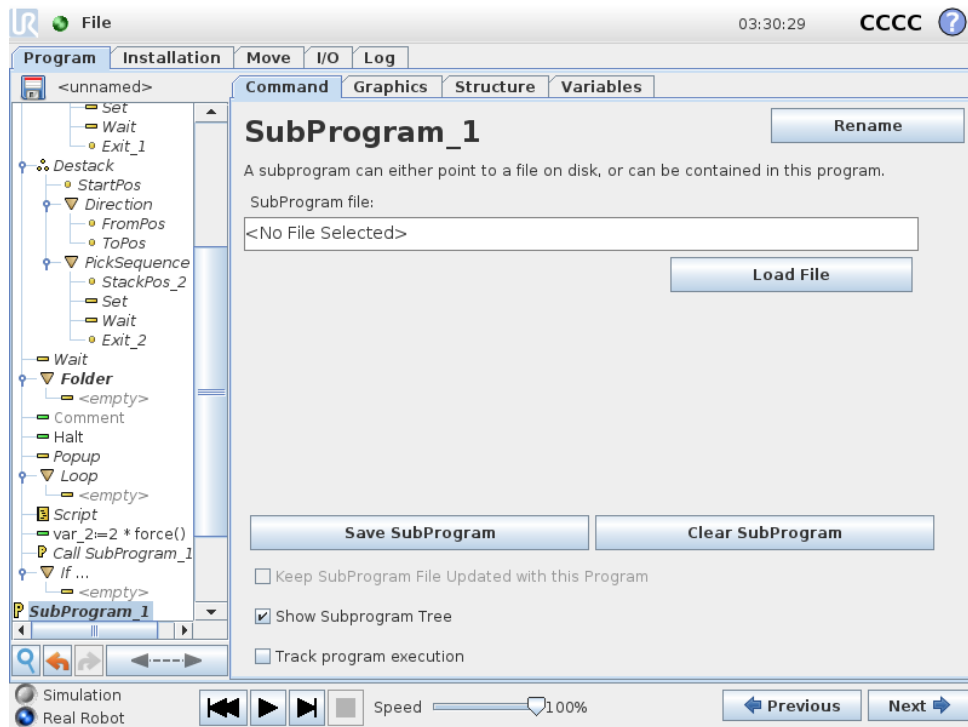 UR File 03:30:29 CCCC ?
Program Installation Move I/O Log
<unnamed> Command Graphics Structure Variables
Set
Wait
Exit_1
Destack
StartPos
Direction
FromPos
ToPos
PickSequence
StackPos_2
Set
Wait
Exit_2
Wait
Folder
<empty>
Comment
Halt
Popup
Loop
<empty>
Script
var_2:=2 * force()
Call SubProgram_1
If ...
<empty>
SubProgram_1
SubProgram_1 Rename
A subprogram can either point to a file on disk, or can be contained in this program.
SubProgram file:
<No File Selected>
Load File
Save SubProgram Clear SubProgram
Keep SubProgram File Updated with this Program
Show Subprogram Tree
Track program execution
Simulation
Real Robot
Speed 100% Previous Next